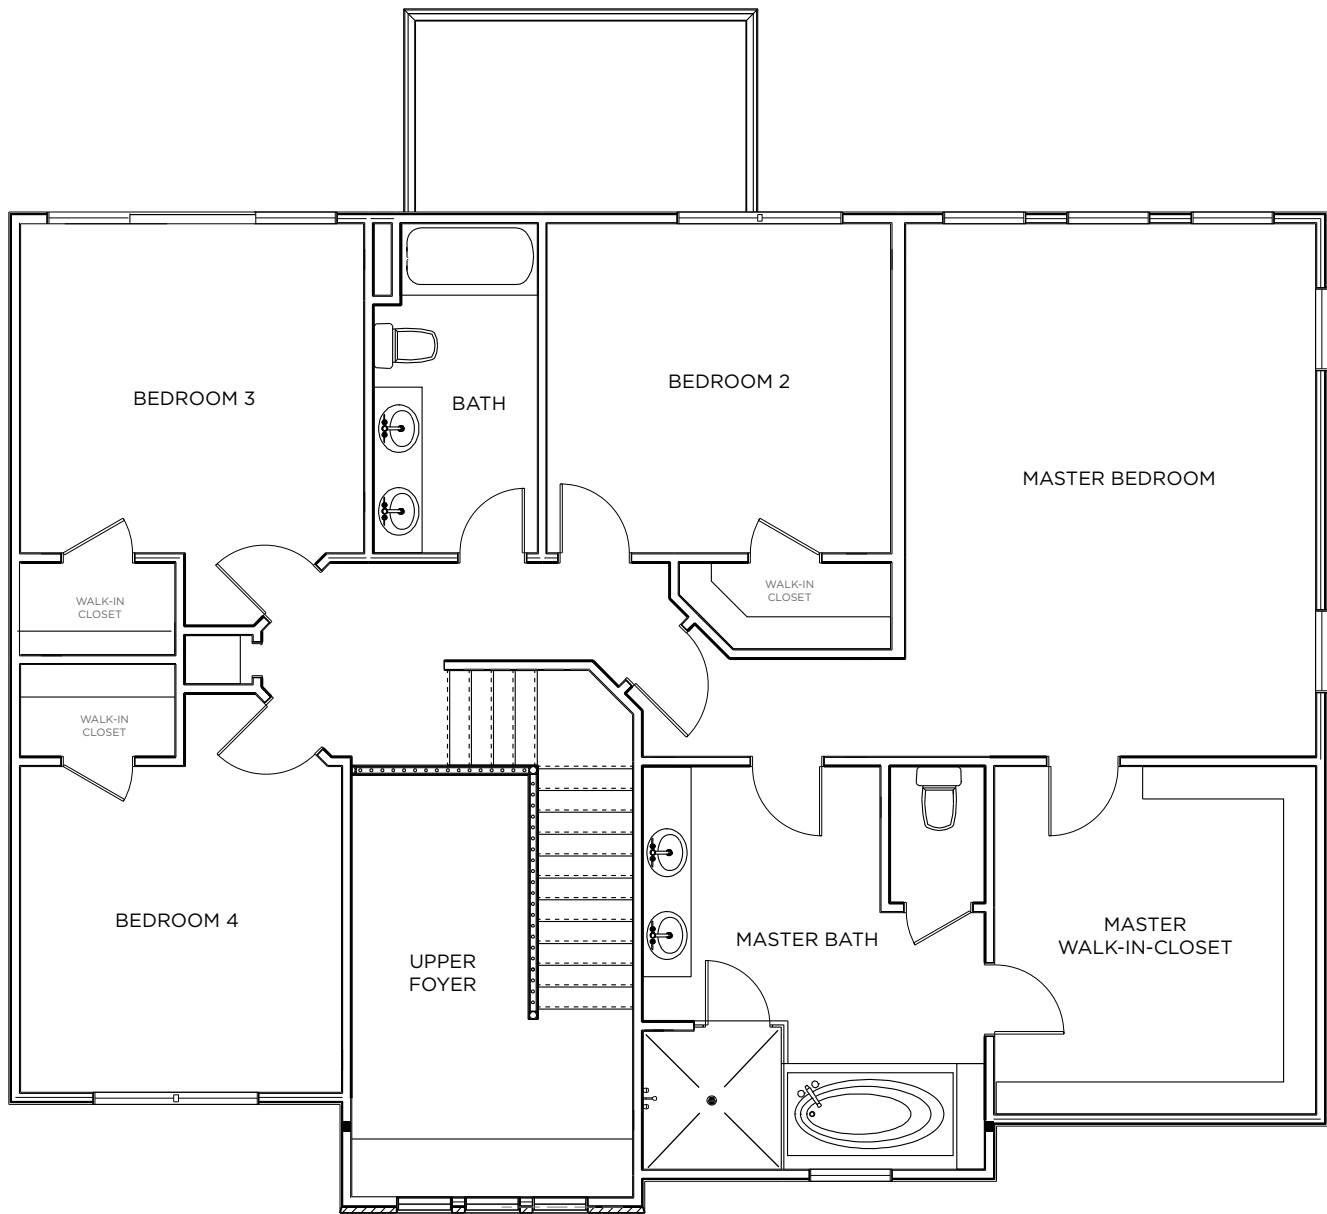 BEDROOM 3
BATH
BEDROOM 2
MASTER BEDROOM
WALK-IN
CLOSET
WALK-IN
CLOSET
WALK-IN
CLOSET
BEDROOM 4
UPPER
FOYER
MASTER BATH
MASTER
WALK-IN-CLOSET